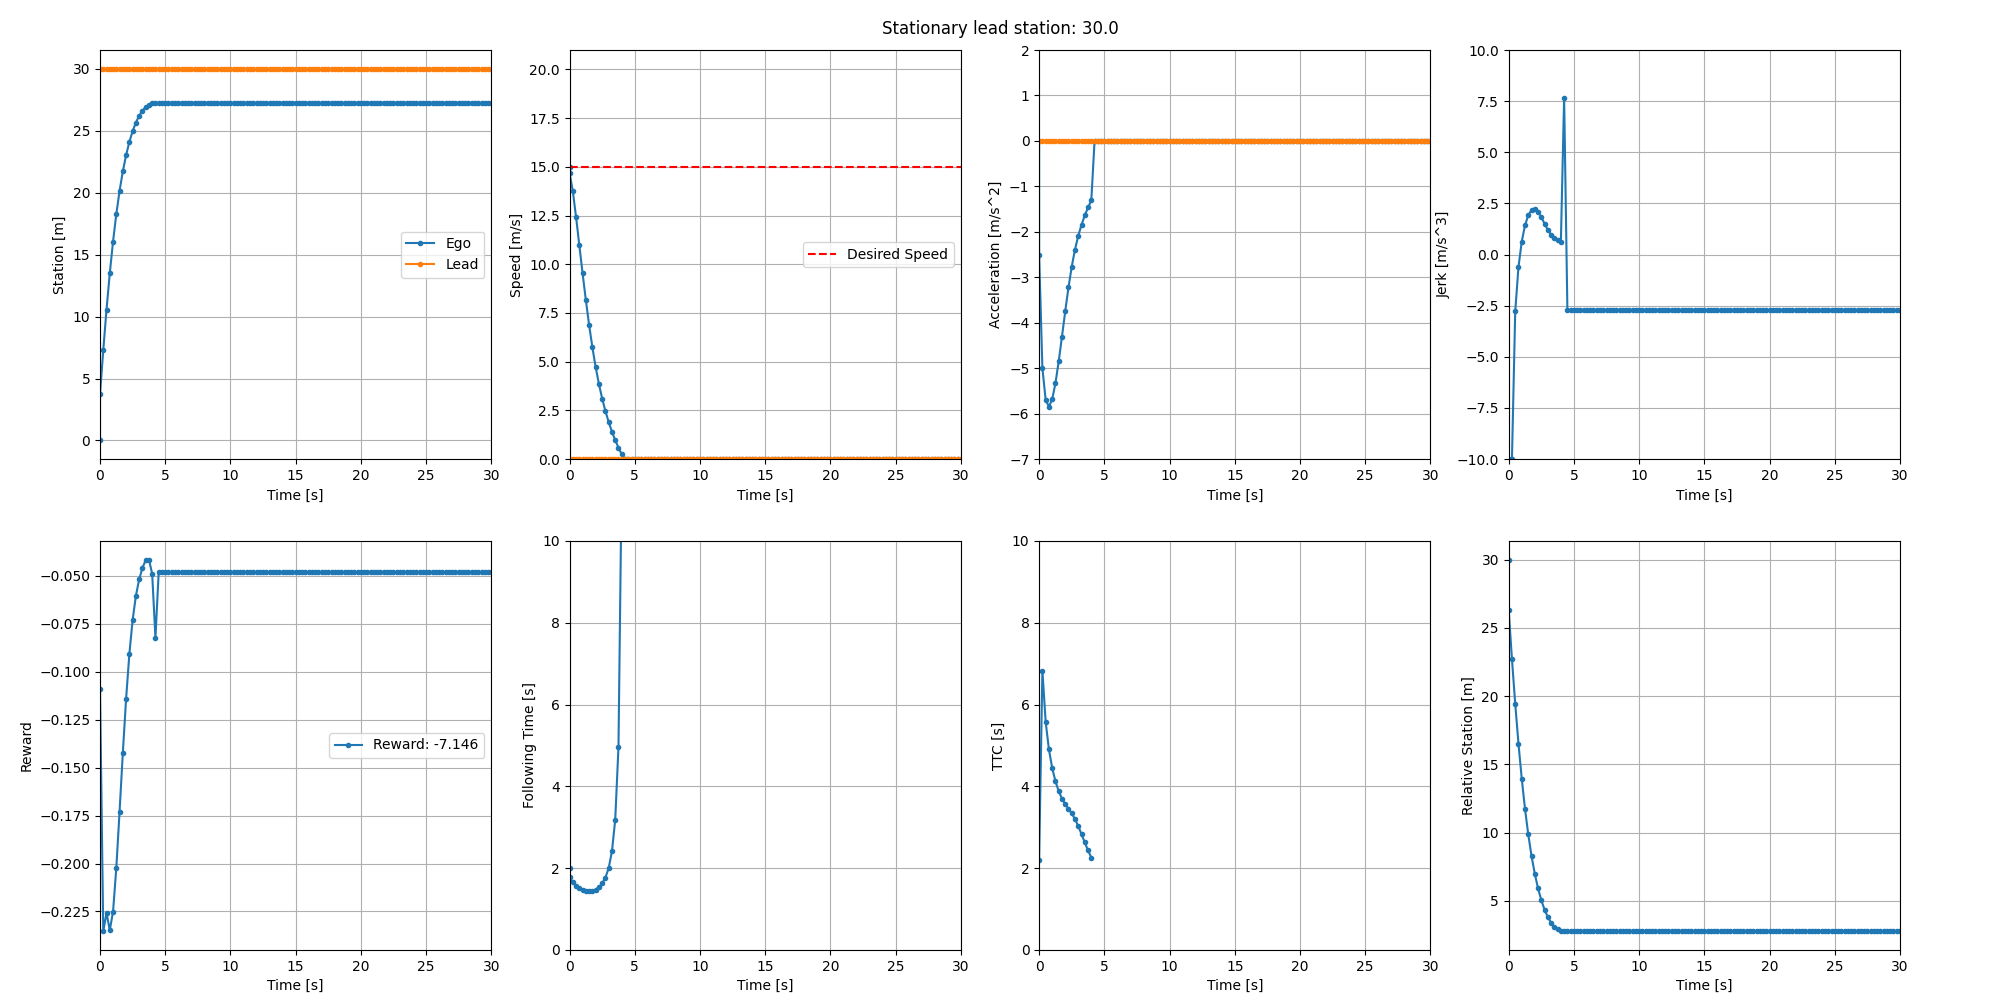 Stationary lead station: 30.0
Station [m]
30
25
20
15
10
5
0
Ego
Lead
0 5 10 15 20 25 30
Time [s]
Speed [m/s]
20.0
17.5
15.0
12.5
10.0
7.5
5.0
2.5
0.0
Desired Speed
0 5 10 15 20 25 30
Time [s]
Acceleration [m/s^2]
2
1
0
−1
−2
−3
−4
−5
−6
−7
0 5 10 15 20 25 30
Time [s]
Jerk [m/s^3]
10.0
7.5
5.0
2.5
0.0
−2.5
−5.0
−7.5
−10.0
0 5 10 15 20 25 30
Time [s]
Reward
−0.050
−0.075
−0.100
−0.125
−0.150
−0.175
−0.200
−0.225
Reward: -7.146
0 5 10 15 20 25 30
Time [s]
Following Time [s]
10
8
6
4
2
0
0 5 10 15 20 25 30
Time [s]
TTC [s]
10
8
6
4
2
0
0 5 10 15 20 25 30
Time [s]
Relative Station [m]
30
25
20
15
10
5
0 5 10 15 20 25 30
Time [s]